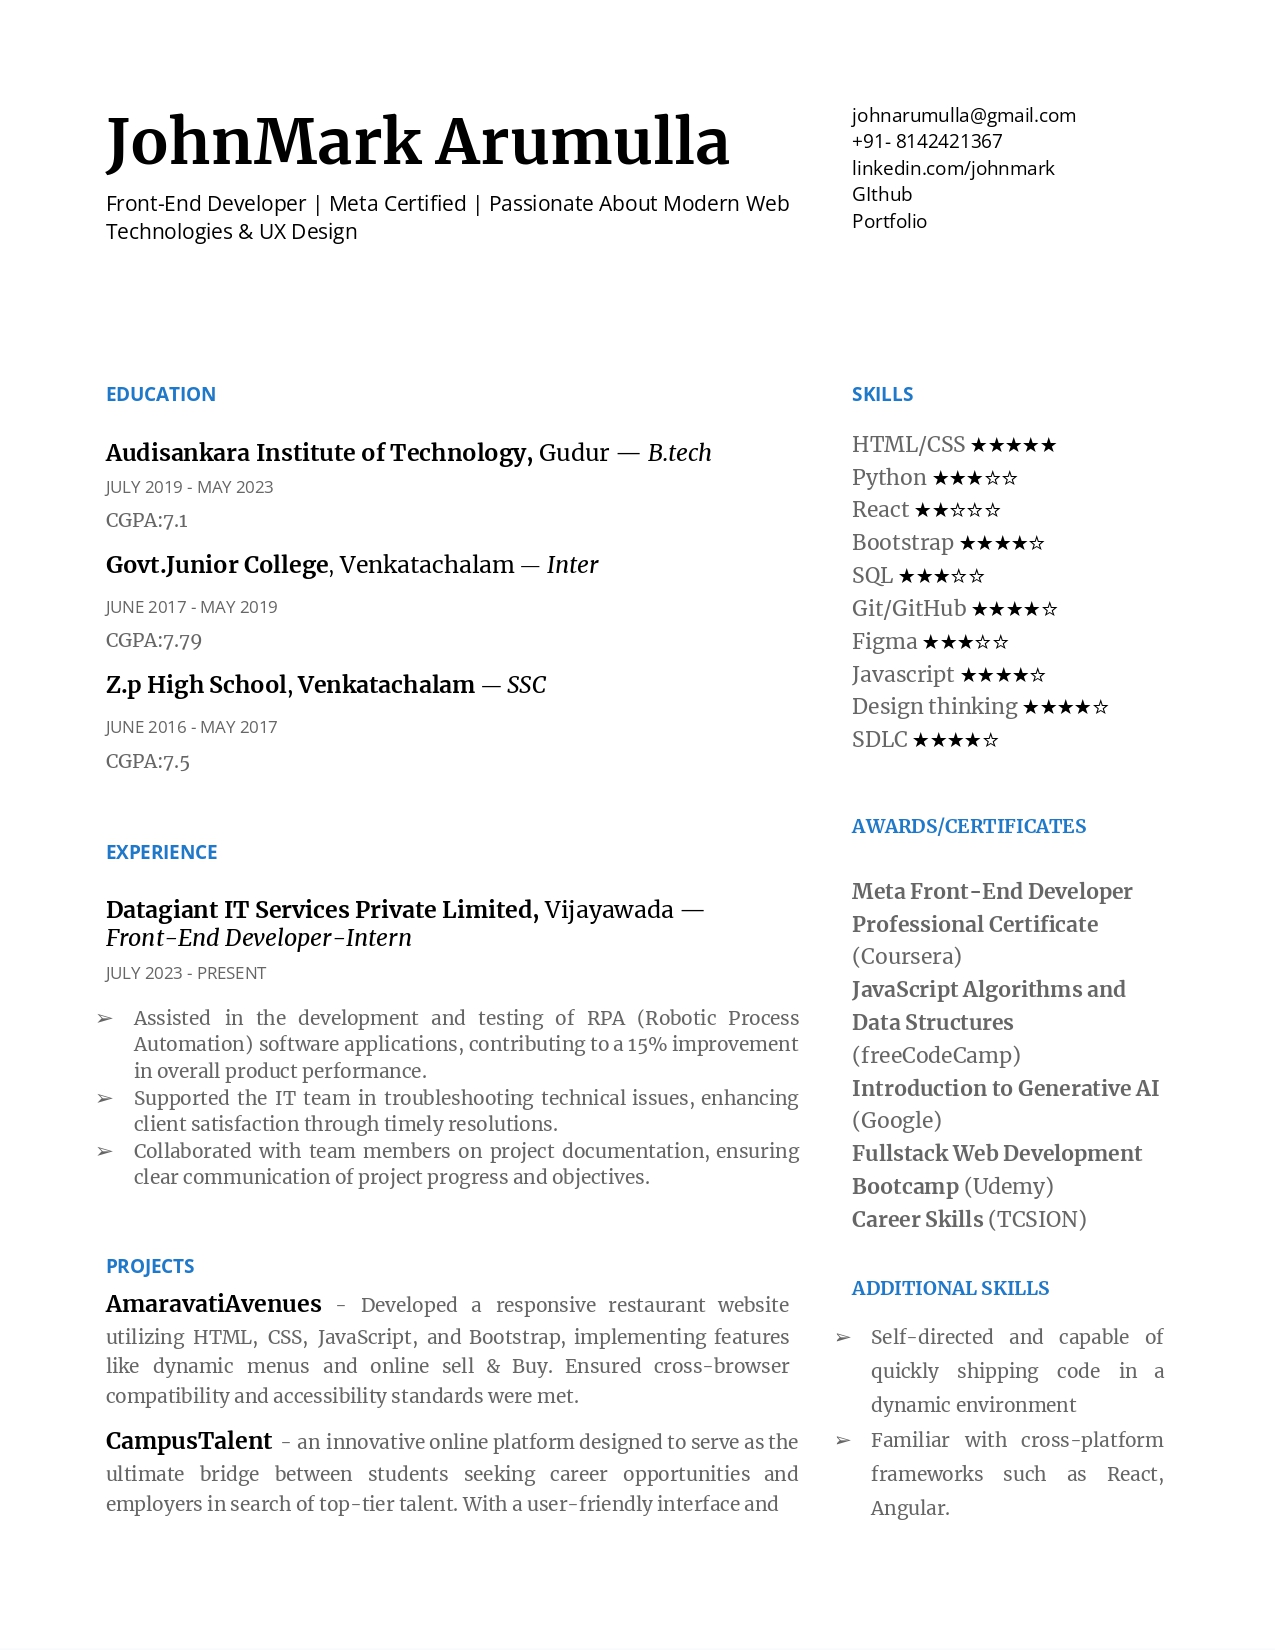 JohnMark Arumulla
Front-End Developer | Meta Certified | Passionate About Modern Web
Technologies & UX Design
johnarumulla@gmail.com
+91- 8142421367
linkedin.com/johnmark
GIthub
Portfolio
EDUCATION
Audisankara Institute of Technology, Gudur — B.tech
JULY 2019 - MAY 2023
CGPA:7.1
Govt.Junior College, Venkatachalam — Inter
JUNE 2017 - MAY 2019
CGPA:7.79
Z.p High School, Venkatachalam — SSC
JUNE 2016 - MAY 2017
CGPA:7.5
EXPERIENCE
Datagiant IT Services Private Limited, Vijayawada —
Front-End Developer-Intern
JULY 2023 - PRESENT
➢ Assisted in the development and testing of RPA (Robotic Process
Automation) software applications, contributing to a 15% improvement
in overall product performance.
➢ Supported the IT team in troubleshooting technical issues, enhancing
client satisfaction through timely resolutions.
➢ Collaborated with team members on project documentation, ensuring
clear communication of project progress and objectives.
PROJECTS
AmaravatiAvenues - Developed a responsive restaurant website
utilizing HTML, CSS, JavaScript, and Bootstrap, implementing features
like dynamic menus and online sell & Buy. Ensured cross-browser
compatibility and accessibility standards were met.
CampusTalent - an innovative online platform designed to serve as the
ultimate bridge between students seeking career opportunities and
employers in search of top-tier talent. With a user-friendly interface and
SKILLS
HTML/CSS ★★★★★
Python ★★★☆☆
React ★★☆☆☆
Bootstrap ★★★★☆
SQL ★★★☆☆
Git/GitHub ★★★★☆
Figma ★★★☆☆
Javascript ★★★★☆
Design thinking ★★★★☆
SDLC ★★★★☆
AWARDS/CERTIFICATES
Meta Front-End Developer
Professional Certificate
(Coursera)
JavaScript Algorithms and
Data Structures
(freeCodeCamp)
Introduction to Generative AI
(Google)
Fullstack Web Development
Bootcamp (Udemy)
Career Skills (TCSION)
ADDITIONAL SKILLS
➢ Self-directed and capable of
quickly shipping code in a
dynamic environment
➢ Familiar with cross-platform
frameworks such as React,
Angular.